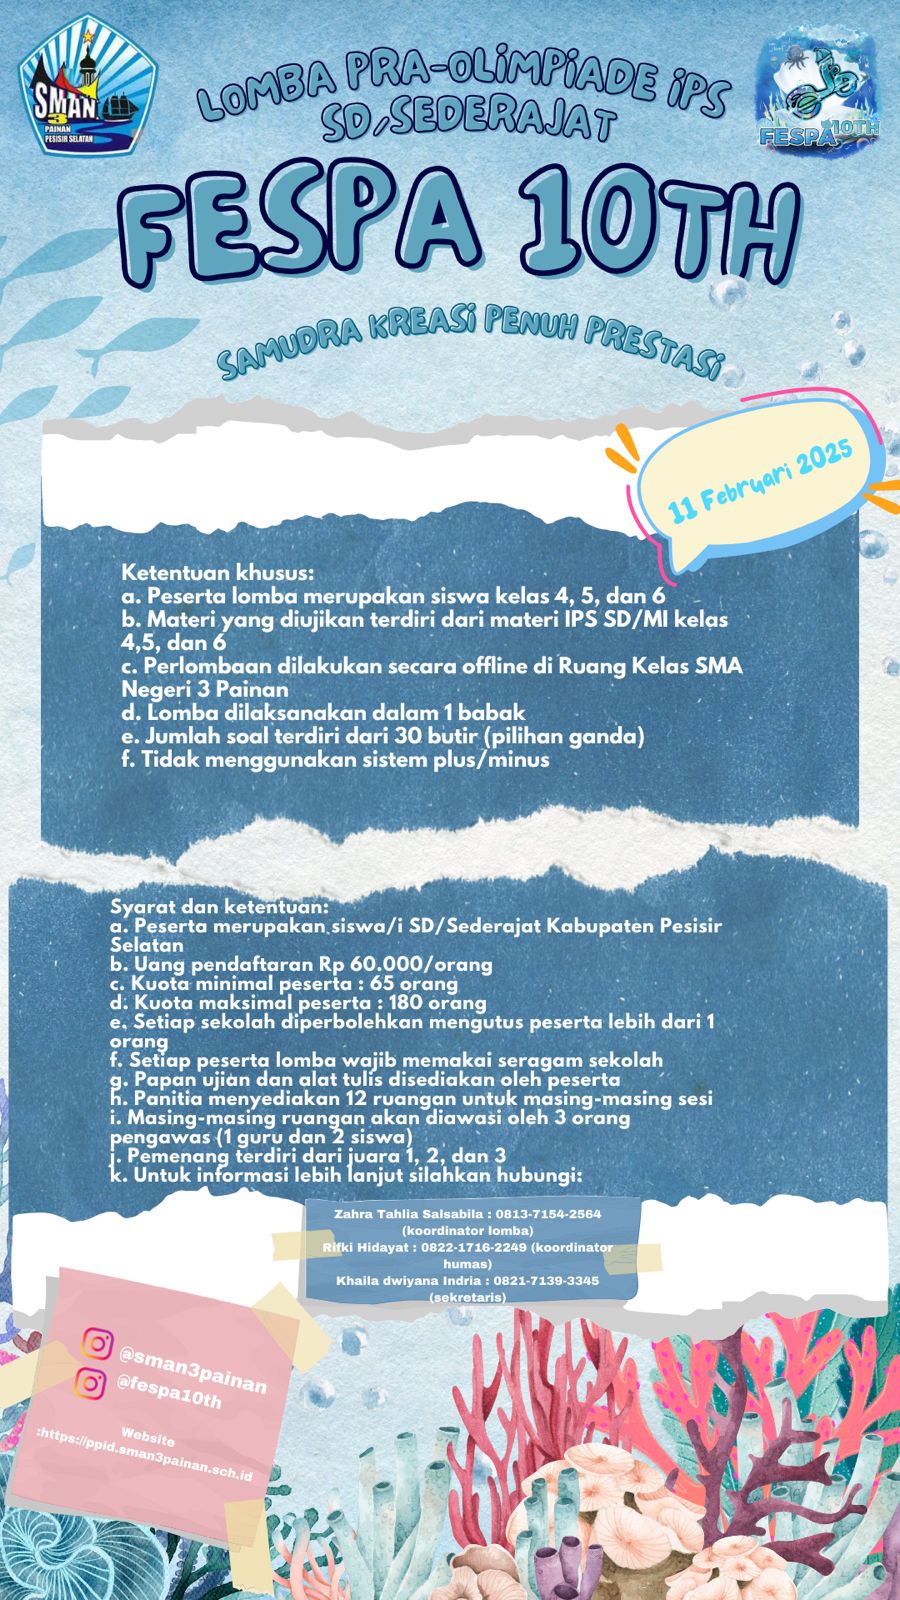 SMAN
3
PAINAN
PESISIR SELATAN
LOMBA PRA-OLiMPiADE iPS
SD/SEDERAJAT
FESPA 10TH
FESPA 10TH
SAMUDRA KREASi PENUH PRESTASi
11 Februari 2025
Ketentuan khusus:
a. Peserta lomba merupakan siswa kelas 4, 5, dan 6
b. Materi yang diujikan terdiri dari materi IPS SD/MI kelas
4,5, dan 6
c. Perlombaan dilakukan secara offline di Ruang Kelas SMA
Negeri 3 Painan
d. Lomba dilaksanakan dalam 1 babak
e. Jumlah soal terdiri dari 30 butir (pilihan ganda)
f. Tidak menggunakan sistem plus/minus
Syarat dan ketentuan:
a. Peserta merupakan siswa/i SD/Sederajat Kabupaten Pesisir
Selatan
b. Uang pendaftaran Rp 60.000/orang
c. Kuota minimal peserta : 65 orang
d. Kuota maksimal peserta : 180 orang
e. Setiap sekolah diperbolehkan mengutus peserta lebih dari 1
orang
f. Setiap peserta lomba wajib memakai seragam sekolah
g. Papan ujian dan alat tulis disediakan oleh peserta
h. Panitia menyediakan 12 ruangan untuk masing-masing sesi
i. Masing-masing ruangan akan diawasi oleh 3 orang
pengawas (1 guru dan 2 siswa)
j. Pemenang terdiri dari juara 1, 2, dan 3
k. Untuk informasi lebih lanjut silahkan hubungi:
Zahra Tahlia Salsabila : 0813-7154-2564
(koordinator lomba)
Rifki Hidayat : 0822-1716-2249 (koordinator
humas)
Khaila dwiyana Indria : 0821-7139-3345
(sekretaris)
@sman3painan
@fespa10th
Website
:https://ppid.sman3painan.sch.id